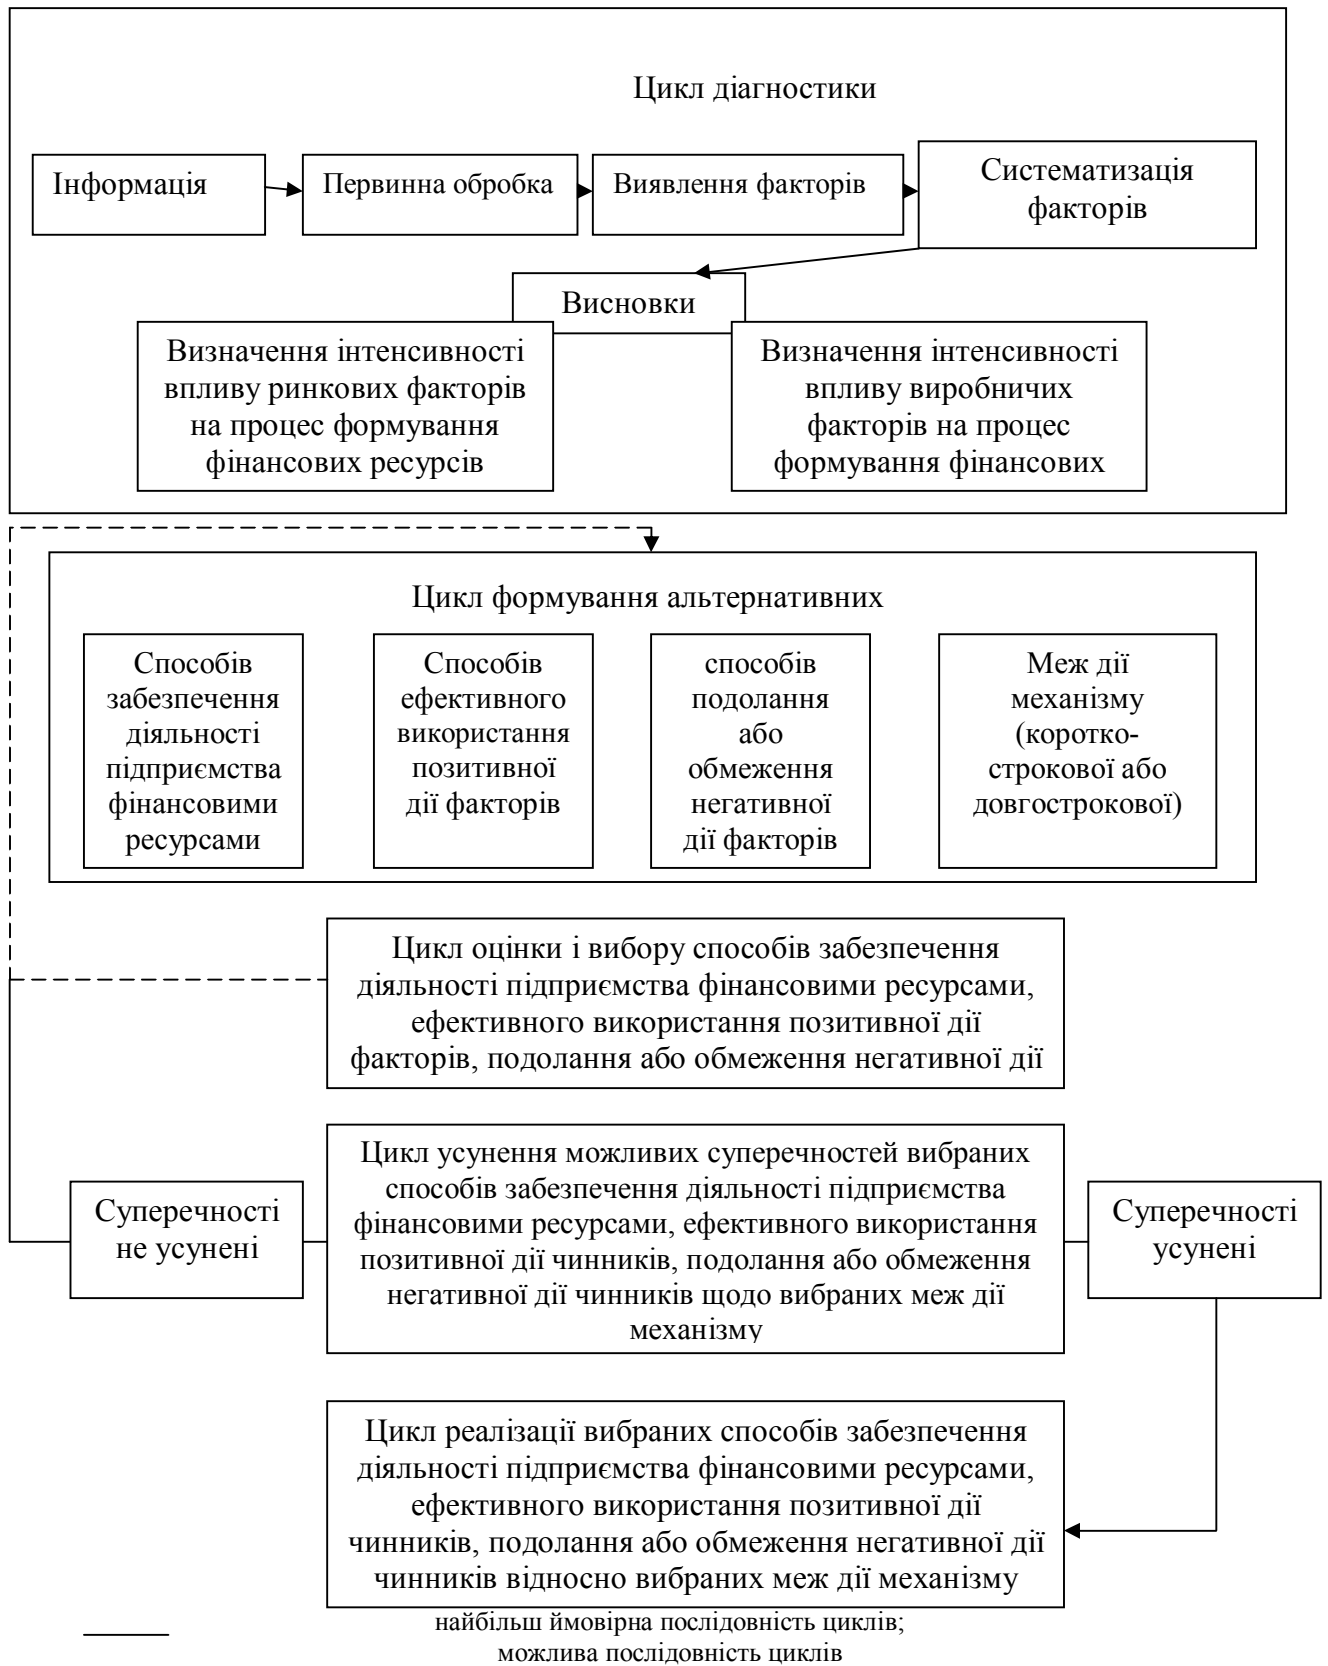 Цикл діагностики
Інформація
Первинна обробка
Виявлення факторів
Систематизація
факторів
Висновки
Визначення інтенсивності
впливу ринкових факторів
на процес формування
фінансових ресурсів
Визначення інтенсивності
впливу виробничих
факторів на процес
формування фінансових
Цикл формування альтернативних
Способів
забезпечення
діяльності
підприємства
фінансовими
ресурсами
Способів
ефективного
використання
позитивної
дії факторів
способів
подолання
або
обмеження
негативної
дії факторів
Меж дії
механізму
(коротко-
строкової або
довгострокової)
Цикл оцінки і вибору способів забезпечення
діяльності підприємства фінансовими ресурсами,
ефективного використання позитивної дії
факторів, подолання або обмеження негативної дії
Суперечності
не усунені
Цикл усунення можливих суперечностей вибраних
способів забезпечення діяльності підприємства
фінансовими ресурсами, ефективного використання
позитивної дії чинників, подолання або обмеження
негативної дії чинників щодо вибраних меж дії
механізму
Суперечності
усунені
Цикл реалізації вибраних способів забезпечення
діяльності підприємства фінансовими ресурсами,
ефективного використання позитивної дії
чинників, подолання або обмеження негативної дії
чинників відносно вибраних меж дії механізму
найбільш ймовірна послідовність циклів;
можлива послідовність циклів